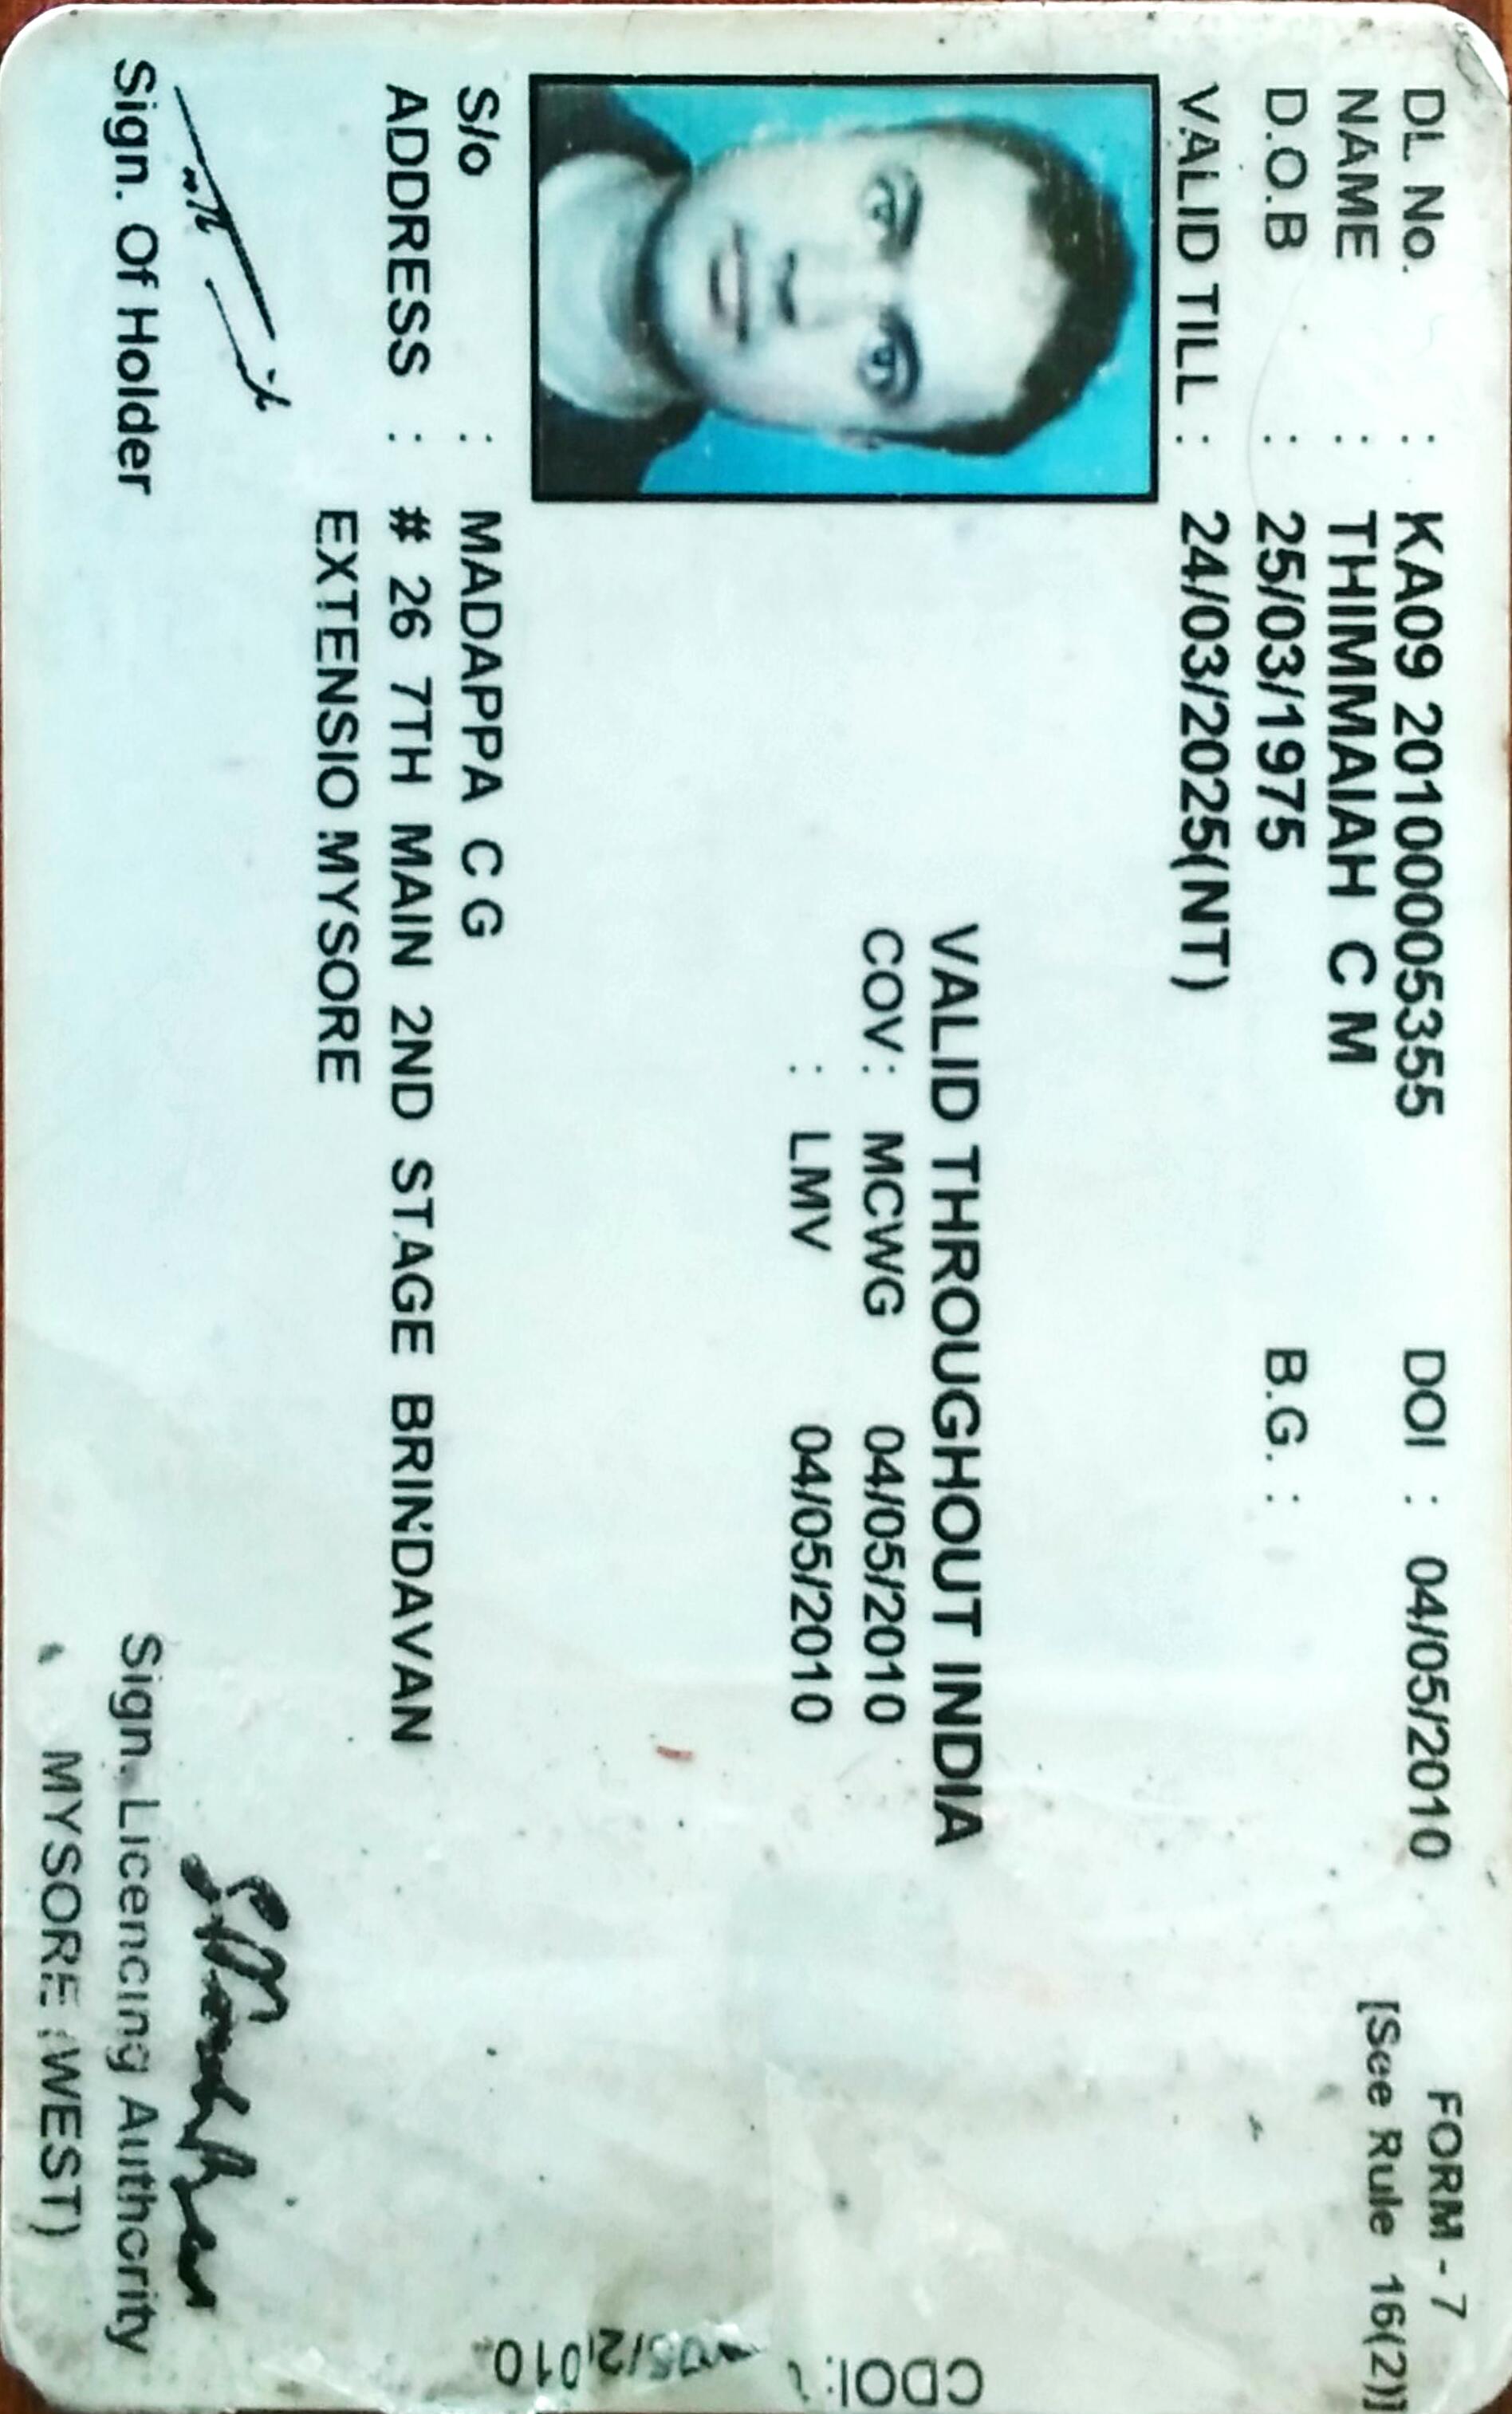 FORM - 7
[See Rule 16(2)]
DL No. : KA09 20100005355 DOI : 04/05/2010
NAME : THIMMAIAH C M
D.O.B : 25/03/1975 B.G. :
VALID TILL : 24/03/2025(NT)
VALID THROUGHOUT INDIA
COV : MCWG 04/05/2010
: LMV 04/05/2010
CDOI: 05/2010
S/o : MADAPPA C G
ADDRESS : # 26 7TH MAIN 2ND STAGE BRINDAVAN
EXTENSIO MYSORE
Sign. Of Holder
Sign. Licencing Authority
MYSORE (WEST)